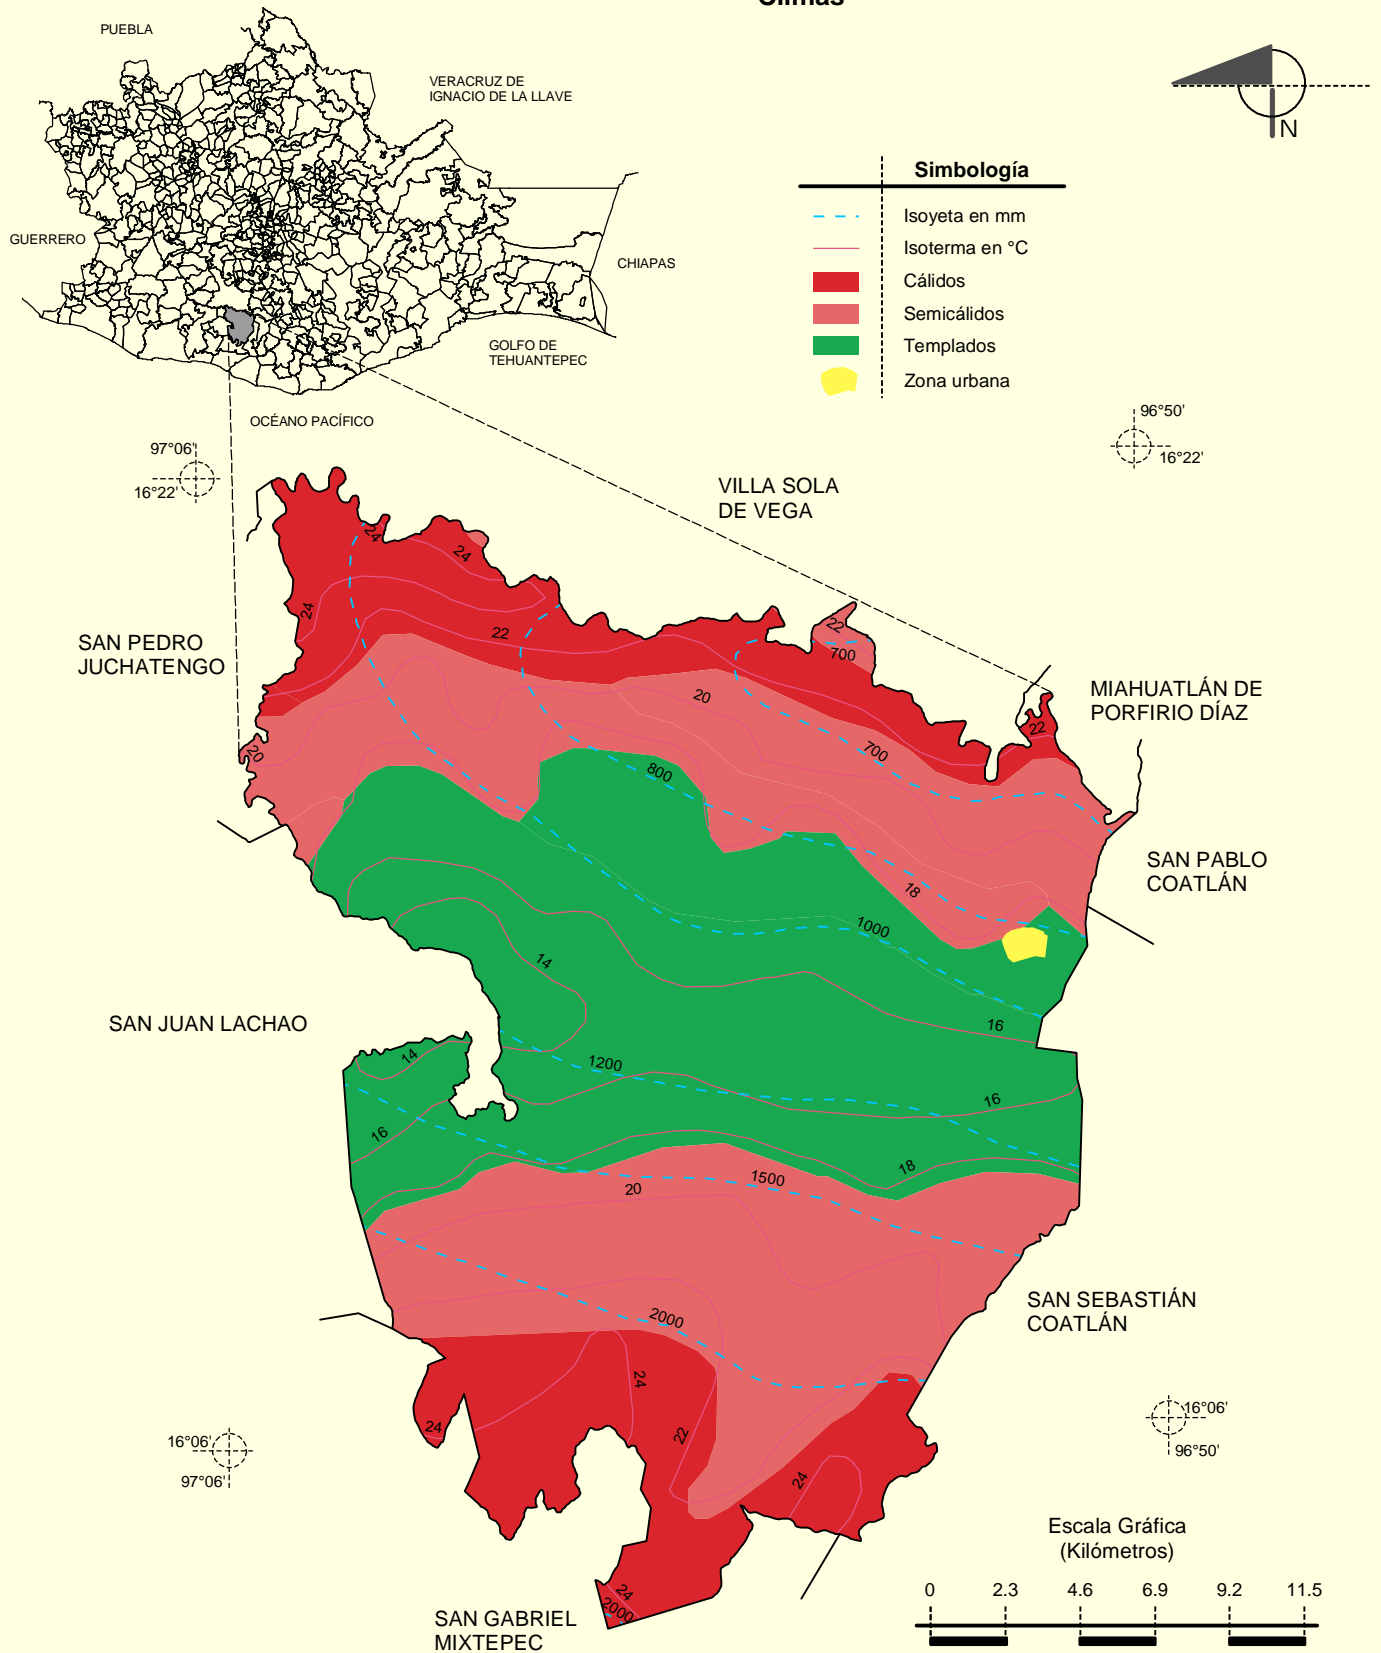 Climas
PUEBLA
VERACRUZ DE
IGNACIO DE LA LLAVE
GUERRERO
CHIAPAS
GOLFO DE
TEHUANTEPEC
OCÉANO PACÍFICO
N
Simbología
Isoyeta en mm
Isoterma en °C
Cálidos
Semicálidos
Templados
Zona urbana
97°06'
16°22'
96°50'
16°22'
VILLA SOLA
DE VEGA
SAN PEDRO
JUCHATENGO
MIAHUATLÁN DE
PORFIRIO DÍAZ
SAN PABLO
COATLÁN
SAN JUAN LACHAO
SAN SEBASTIÁN
COATLÁN
SAN GABRIEL
MIXTEPEC
24
24
24
22
22
700
20
22
700
20
800
18
1000
14
16
14
1200
16
16
18
1500
20
2000
24
24
22
24
24
2000
16°06'
97°06'
16°06'
96°50'
Escala Gráfica
(Kilómetros)
0 2.3 4.6 6.9 9.2 11.5